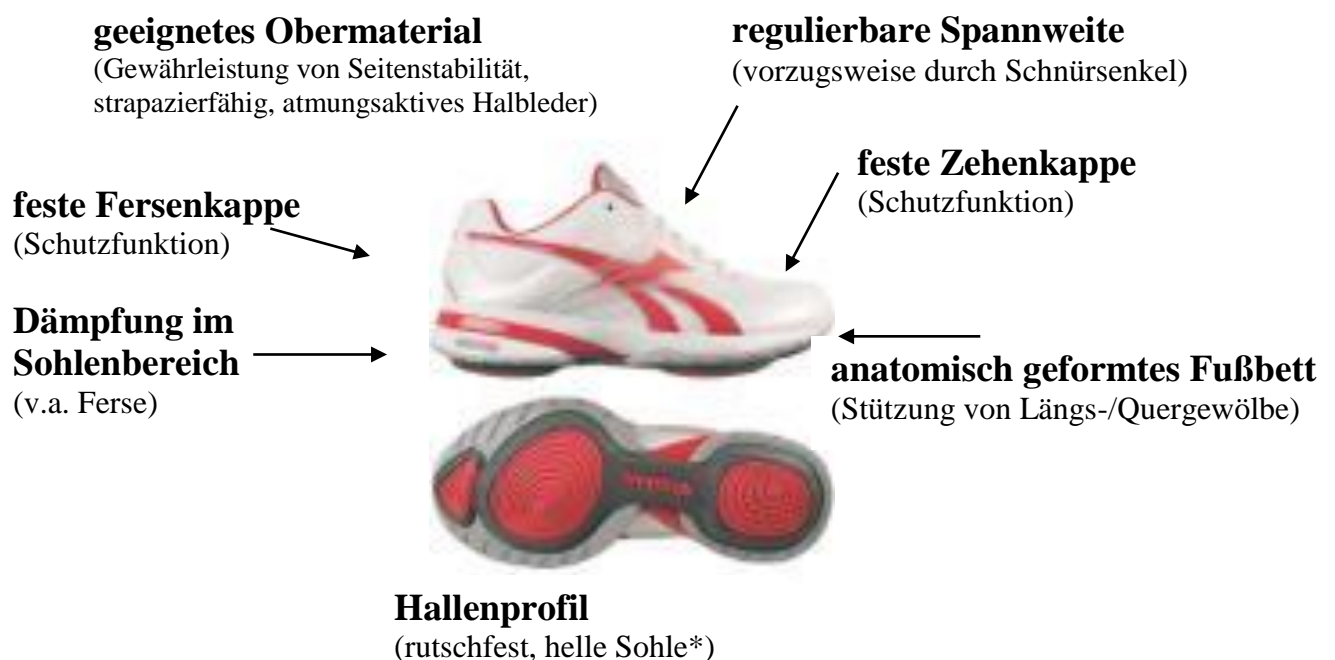 geeignetes Obermaterial
(Gewährleistung von Seitenstabilität,
strapazierfähig, atmungsaktives Halbleder)
regulierbare Spannweite
(vorzugsweise durch Schnürsenkel)
feste Zehenkappe
(Schutzfunktion)
feste Fersenkappe
(Schutzfunktion)
Dämpfung im
Sohlenbereich
(v.a. Ferse)
anatomisch geformtes Fußbett
(Stützung von Längs-/Quergewölbe)
Hallenprofil
(rutschfest, helle Sohle*)